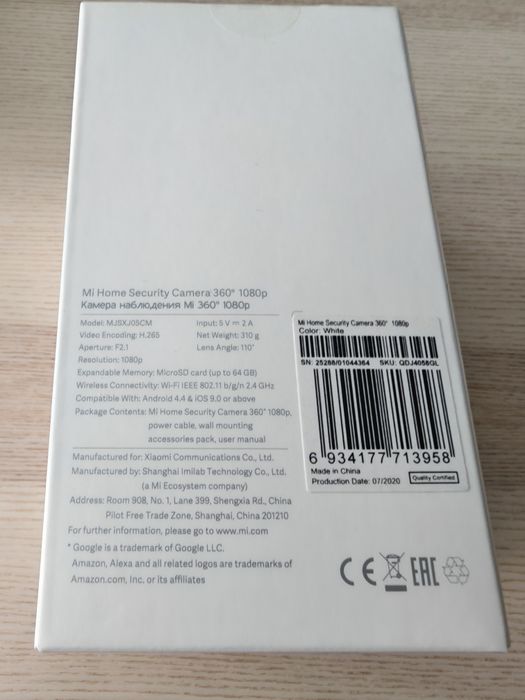 Mi Home Security Camera 360° 1080p
Камера наблюдения Mi 360° 1080p
Model: MJSXJ05CM Input: 5 V ⎓ 2 A
Video Encoding: H.265 Net Weight: 310 g
Aperture: F2.1 Lens Angle: 110°
Resolution: 1080p
Expandable Memory: MicroSD card (up to 64 GB)
Wireless Connectivity: Wi-Fi IEEE 802.11 b/g/n 2.4 GHz
Compatible With: Android 4.4 & iOS 9.0 or above
Package Contents: Mi Home Security Camera 360° 1080p,
power cable, wall mounting
accessories pack, user manual
Manufactured for: Xiaomi Communications Co., Ltd.
Manufactured by: Shanghai Imilab Technology Co., Ltd.
(a Mi Ecosystem company)
Address: Room 908, No. 1, Lane 399, Shengxia Rd., China
Pilot Free Trade Zone, Shanghai, China 201210
For further information, please go to www.mi.com
* Google is a trademark of Google LLC.
Amazon, Alexa and all related logos are trademarks of
Amazon.com, Inc. or its affiliates
Mi Home Security Camera 360° 1080p
Color: White
SN: 25288/01044364 SKU: QDJ4058GL
6 934177 713958
Made in China
Production Date: 07/2020 Quality Certified
CE EAC